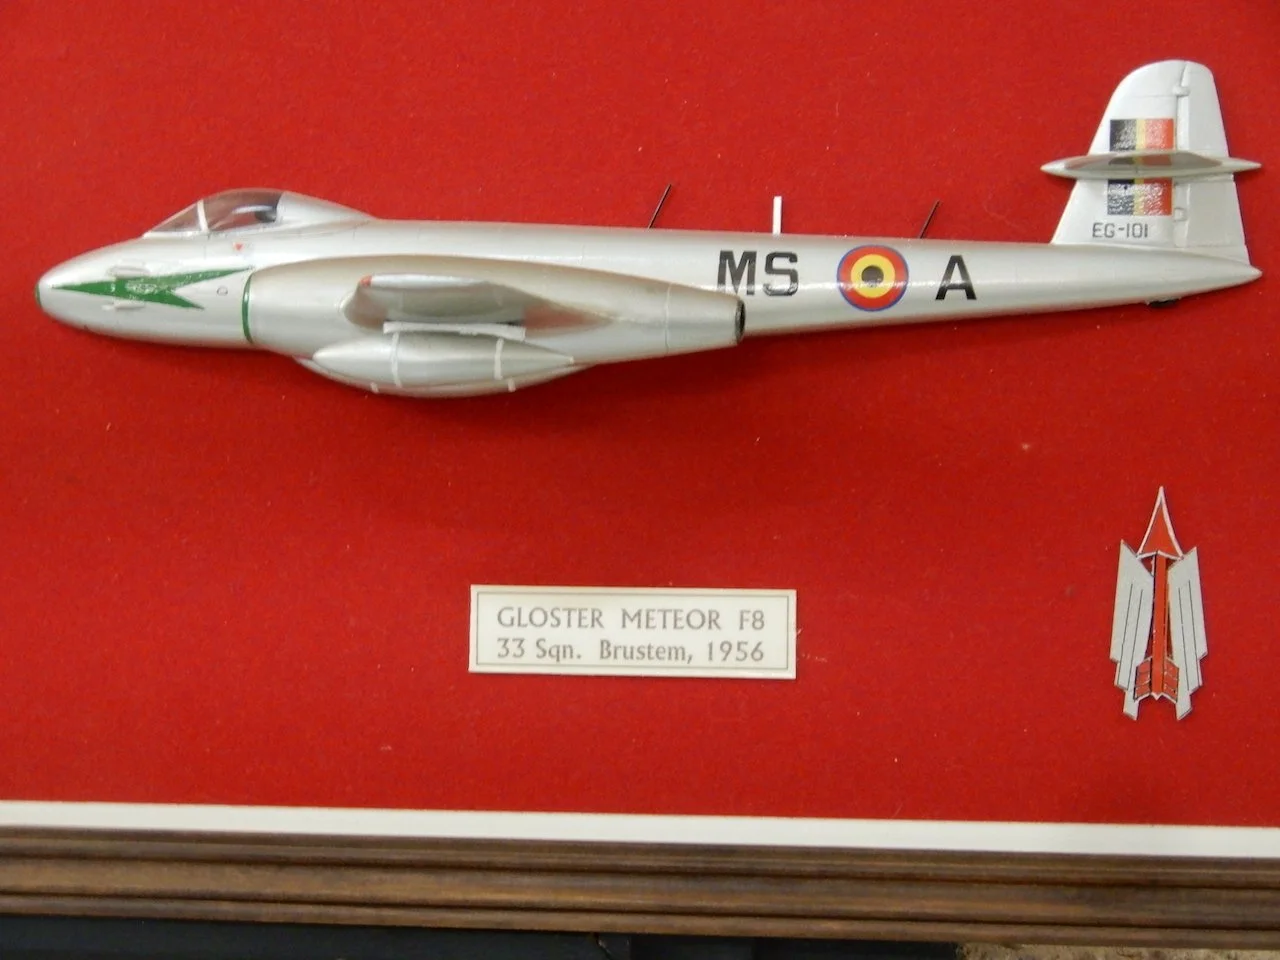 EG-101
MS A
GLOSTER METEOR F8
33 Sqn. Brustem, 1956